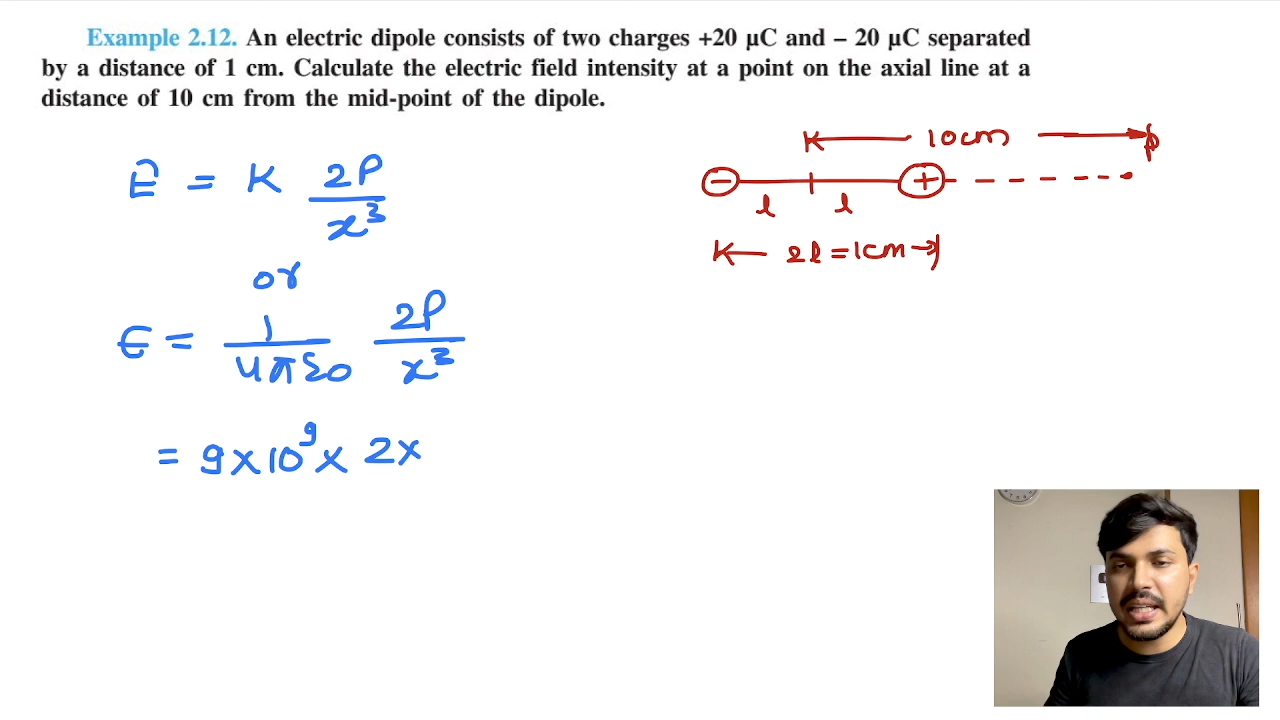 Example 2.12. An electric dipole consists of two charges +20 μC and – 20 μC separated
by a distance of 1 cm. Calculate the electric field intensity at a point on the axial line at a
distance of 10 cm from the mid-point of the dipole.
E = K 2P/x³
or
E = 1/4πε0 2P/x³
= 9×10⁹× 2×
10cm p
− +
l l
2l = 1cm